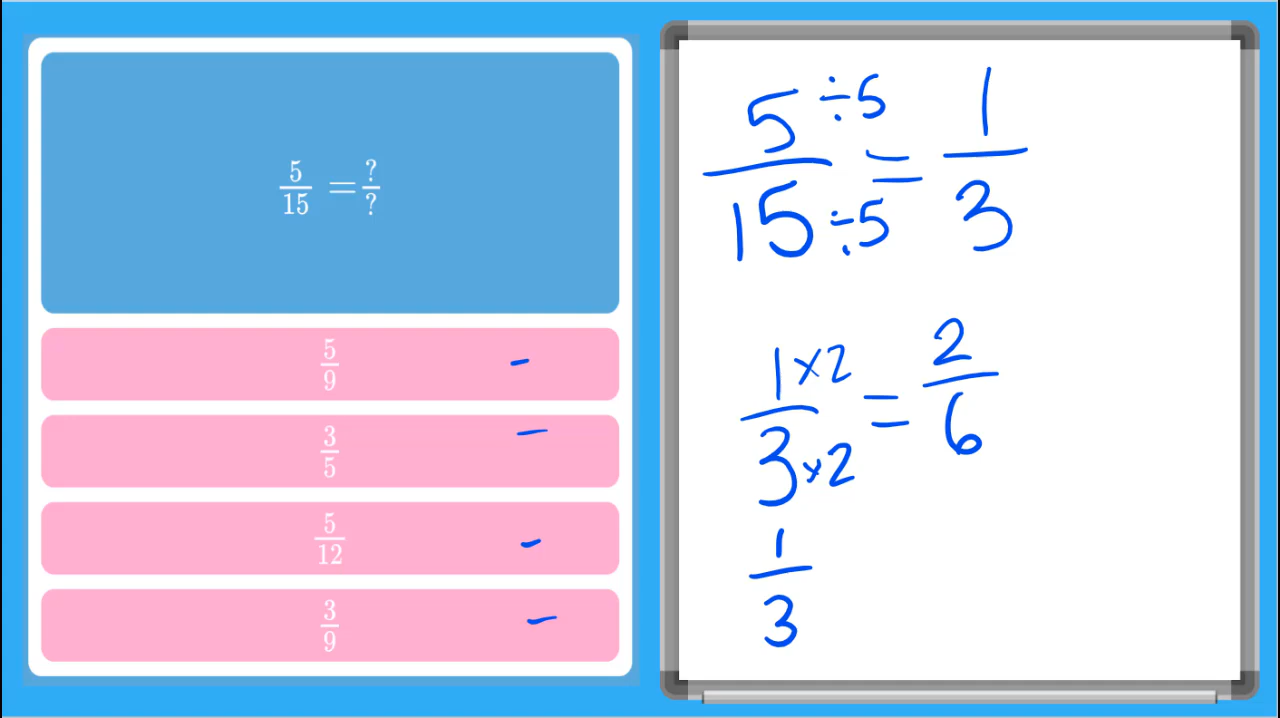 5/15 = ?/?
5/9 -
3/5 -
5/12 -
3/9 -
5÷5/15÷5 = 1/3
1×2/3×2 = 2/6
1/3